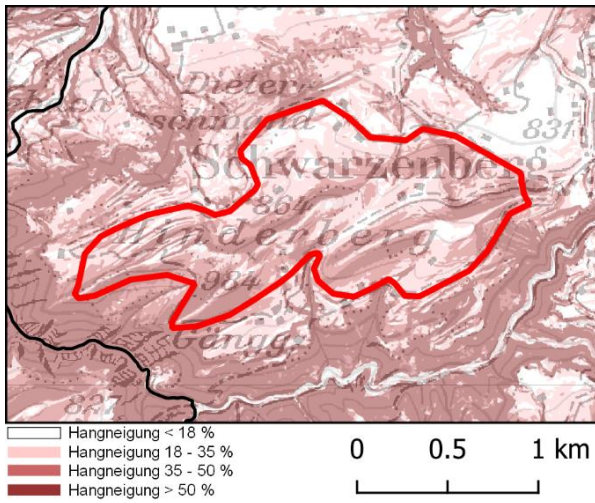 Dieter
schwand
831
Schwarzenberg
864
Hinderberg
984
Gängg
827
Hangneigung < 18 %
Hangneigung 18 - 35 %
Hangneigung 35 - 50 %
Hangneigung > 50 %
0 0.5 1 km